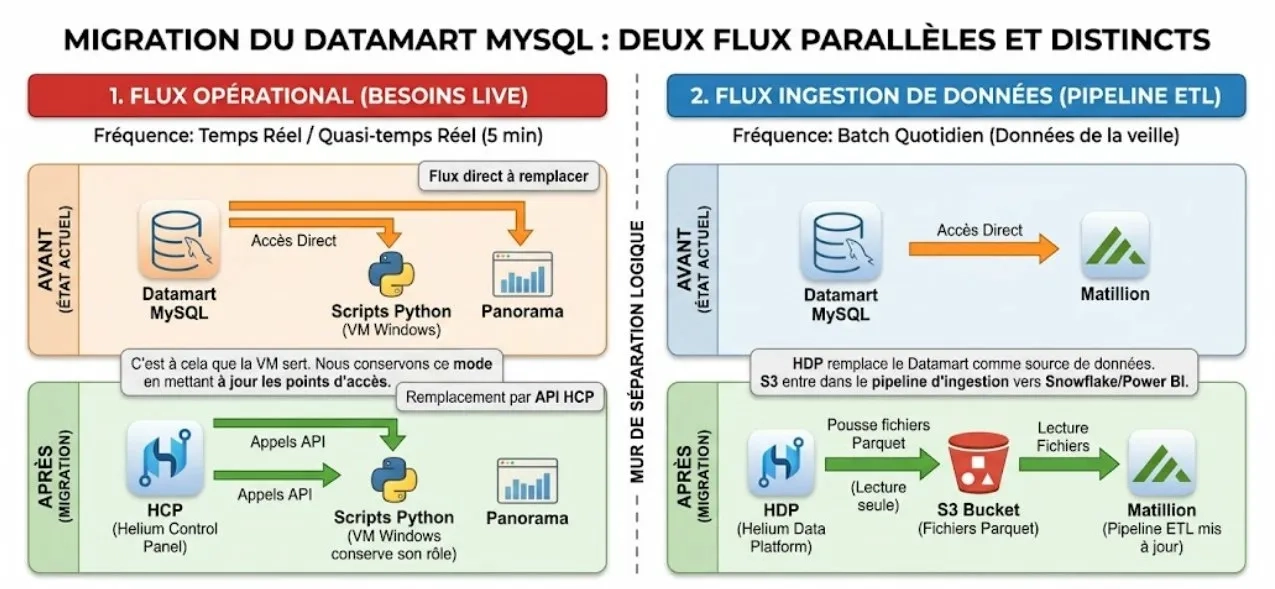 MIGRATION DU DATAMART MYSQL : DEUX FLUX PARALLÈLES ET DISTINCTS
1. FLUX OPÉRATIONAL (BESOINS LIVE)
Fréquence: Temps Réel / Quasi-temps Réel (5 min)
AVANT
(ÉTAT ACTUEL)
Flux direct à remplacer
Accès Direct
Datamart
MySQL
Scripts Python
(VM Windows)
Panorama
C'est à cela que la VM sert. Nous conservons ce mode
en mettant à jour les points d'accès.
Remplacement par API HCP
APRÈS
(MIGRATION)
Appels API
Appels API
HCP
(Helium Control
Panel)
Scripts Python
(VM Windows
conserve son rôle)
Panorama
MUR DE SÉPARATION LOGIQUE
2. FLUX INGESTION DE DONNÉES (PIPELINE ETL)
Fréquence: Batch Quotidien (Données de la veille)
AVANT
(ÉTAT ACTUEL)
Accès Direct
Datamart
MySQL
Matillion
HDP remplace le Datamart comme source de données.
S3 entre dans le pipeline d'ingestion vers Snowflake/Power BI.
APRÈS
(MIGRATION)
Pousse fichiers
Parquet
(Lecture
seule)
Lecture
Fichiers
HDP
(Helium Data
Platform)
S3 Bucket
(Fichiers Parquet)
Matillion
(Pipeline ETL mis
à jour)